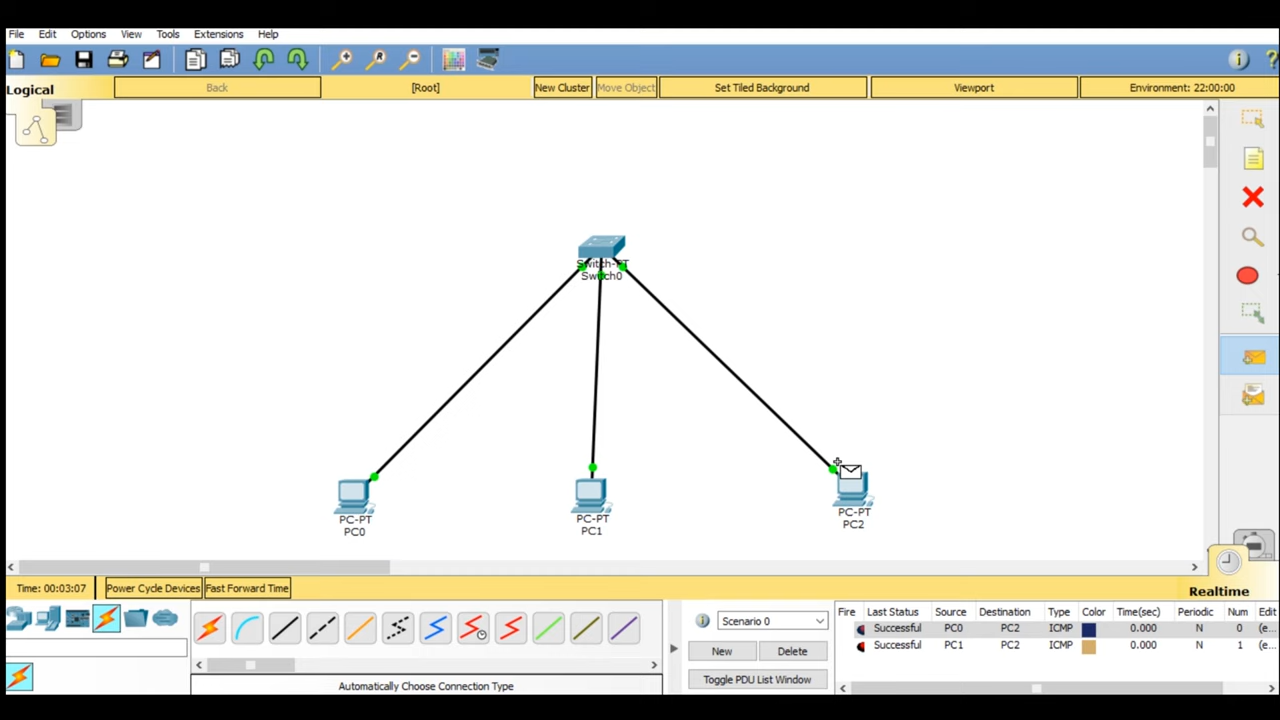 File Edit Options View Tools Extensions Help
Logical Back [Root] New Cluster Move Object Set Tiled Background Viewport Environment: 22:00:00
Switch-PT
Switch0
PC-PT
PC0
PC-PT
PC1
PC-PT
PC2
Time: 00:03:07 Power Cycle Devices Fast Forward Time Realtime
Scenario 0
New Delete
Toggle PDU List Window
Automatically Choose Connection Type
Fire Last Status Source Destination Type Color Time(sec) Periodic Num Edit
Successful PC0 PC2 ICMP 0.000 N 0 (e...
Successful PC1 PC2 ICMP 0.000 N 1 (e...